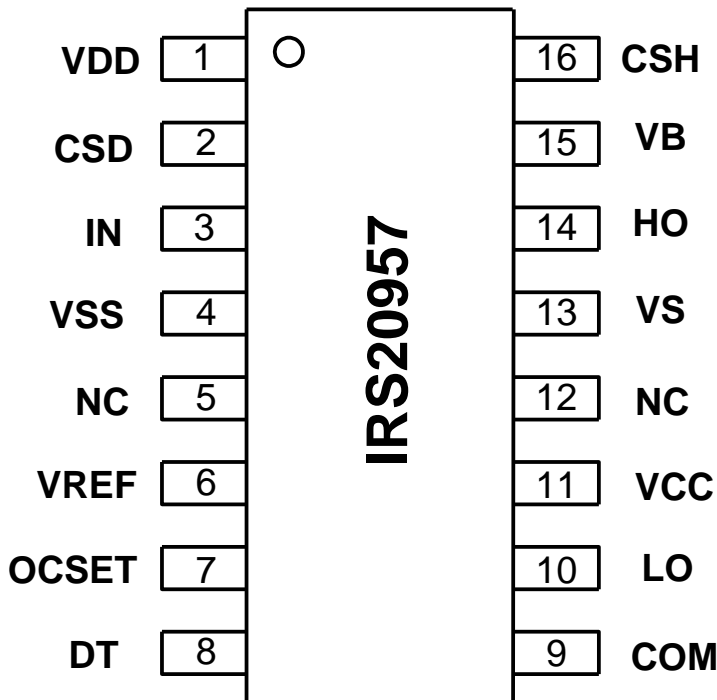 VDD 1 16 CSH
CSD 2 15 VB
IN 3 14 HO
VSS 4 13 VS
NC 5 12 NC
VREF 6 11 VCC
OCSET 7 10 LO
DT 8 9 COM
IRS20957